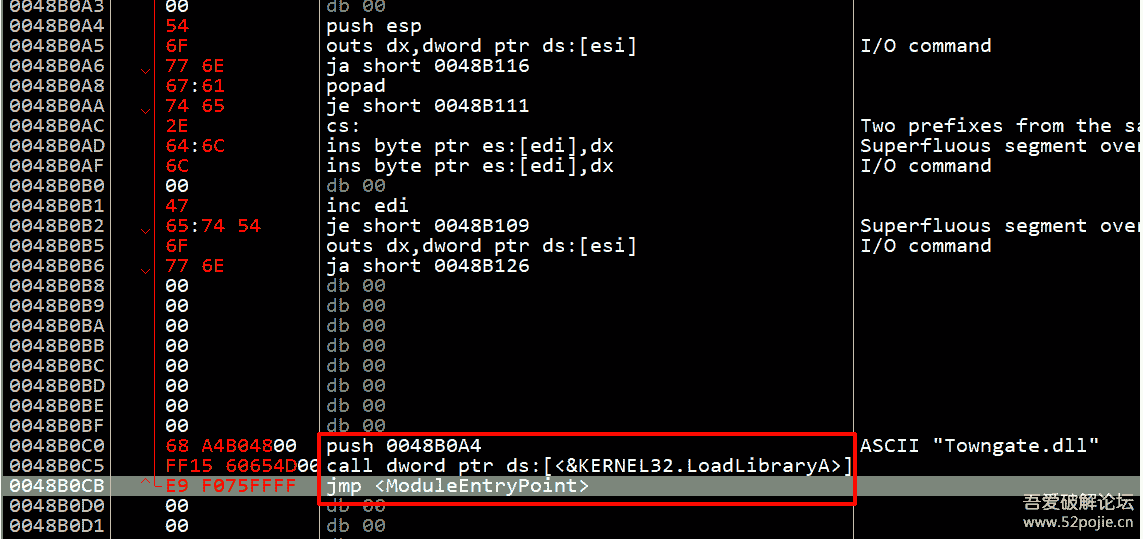 0048B0A3 00 db 00
0048B0A4 54 push esp
0048B0A5 6F outs dx,dword ptr ds:[esi] I/O command
0048B0A6 77 6E ja short 0048B116
0048B0A8 67:61 popad
0048B0AA 74 65 je short 0048B111
0048B0AC 2E cs: Two prefixes from the sa
0048B0AD 64:6C ins byte ptr es:[edi],dx Superfluous segment over
0048B0AF 6C ins byte ptr es:[edi],dx I/O command
0048B0B0 00 db 00
0048B0B1 47 inc edi
0048B0B2 65:74 54 je short 0048B109 Superfluous segment over
0048B0B5 6F outs dx,dword ptr ds:[esi] I/O command
0048B0B6 77 6E ja short 0048B126
0048B0B8 00 db 00
0048B0B9 00 db 00
0048B0BA 00 db 00
0048B0BB 00 db 00
0048B0BC 00 db 00
0048B0BD 00 db 00
0048B0BE 00 db 00
0048B0BF 00 db 00
0048B0C0 68 A4B04800 push 0048B0A4 ASCII "Towngate.dll"
0048B0C5 FF15 60654D00 call dword ptr ds:[<&KERNEL32.LoadLibraryA>]
0048B0CB E9 F075FFFF jmp <ModuleEntryPoint>
0048B0D0 00 db 00
0048B0D1 00 db 00
吾爱破解论坛
www.52pojie.cn